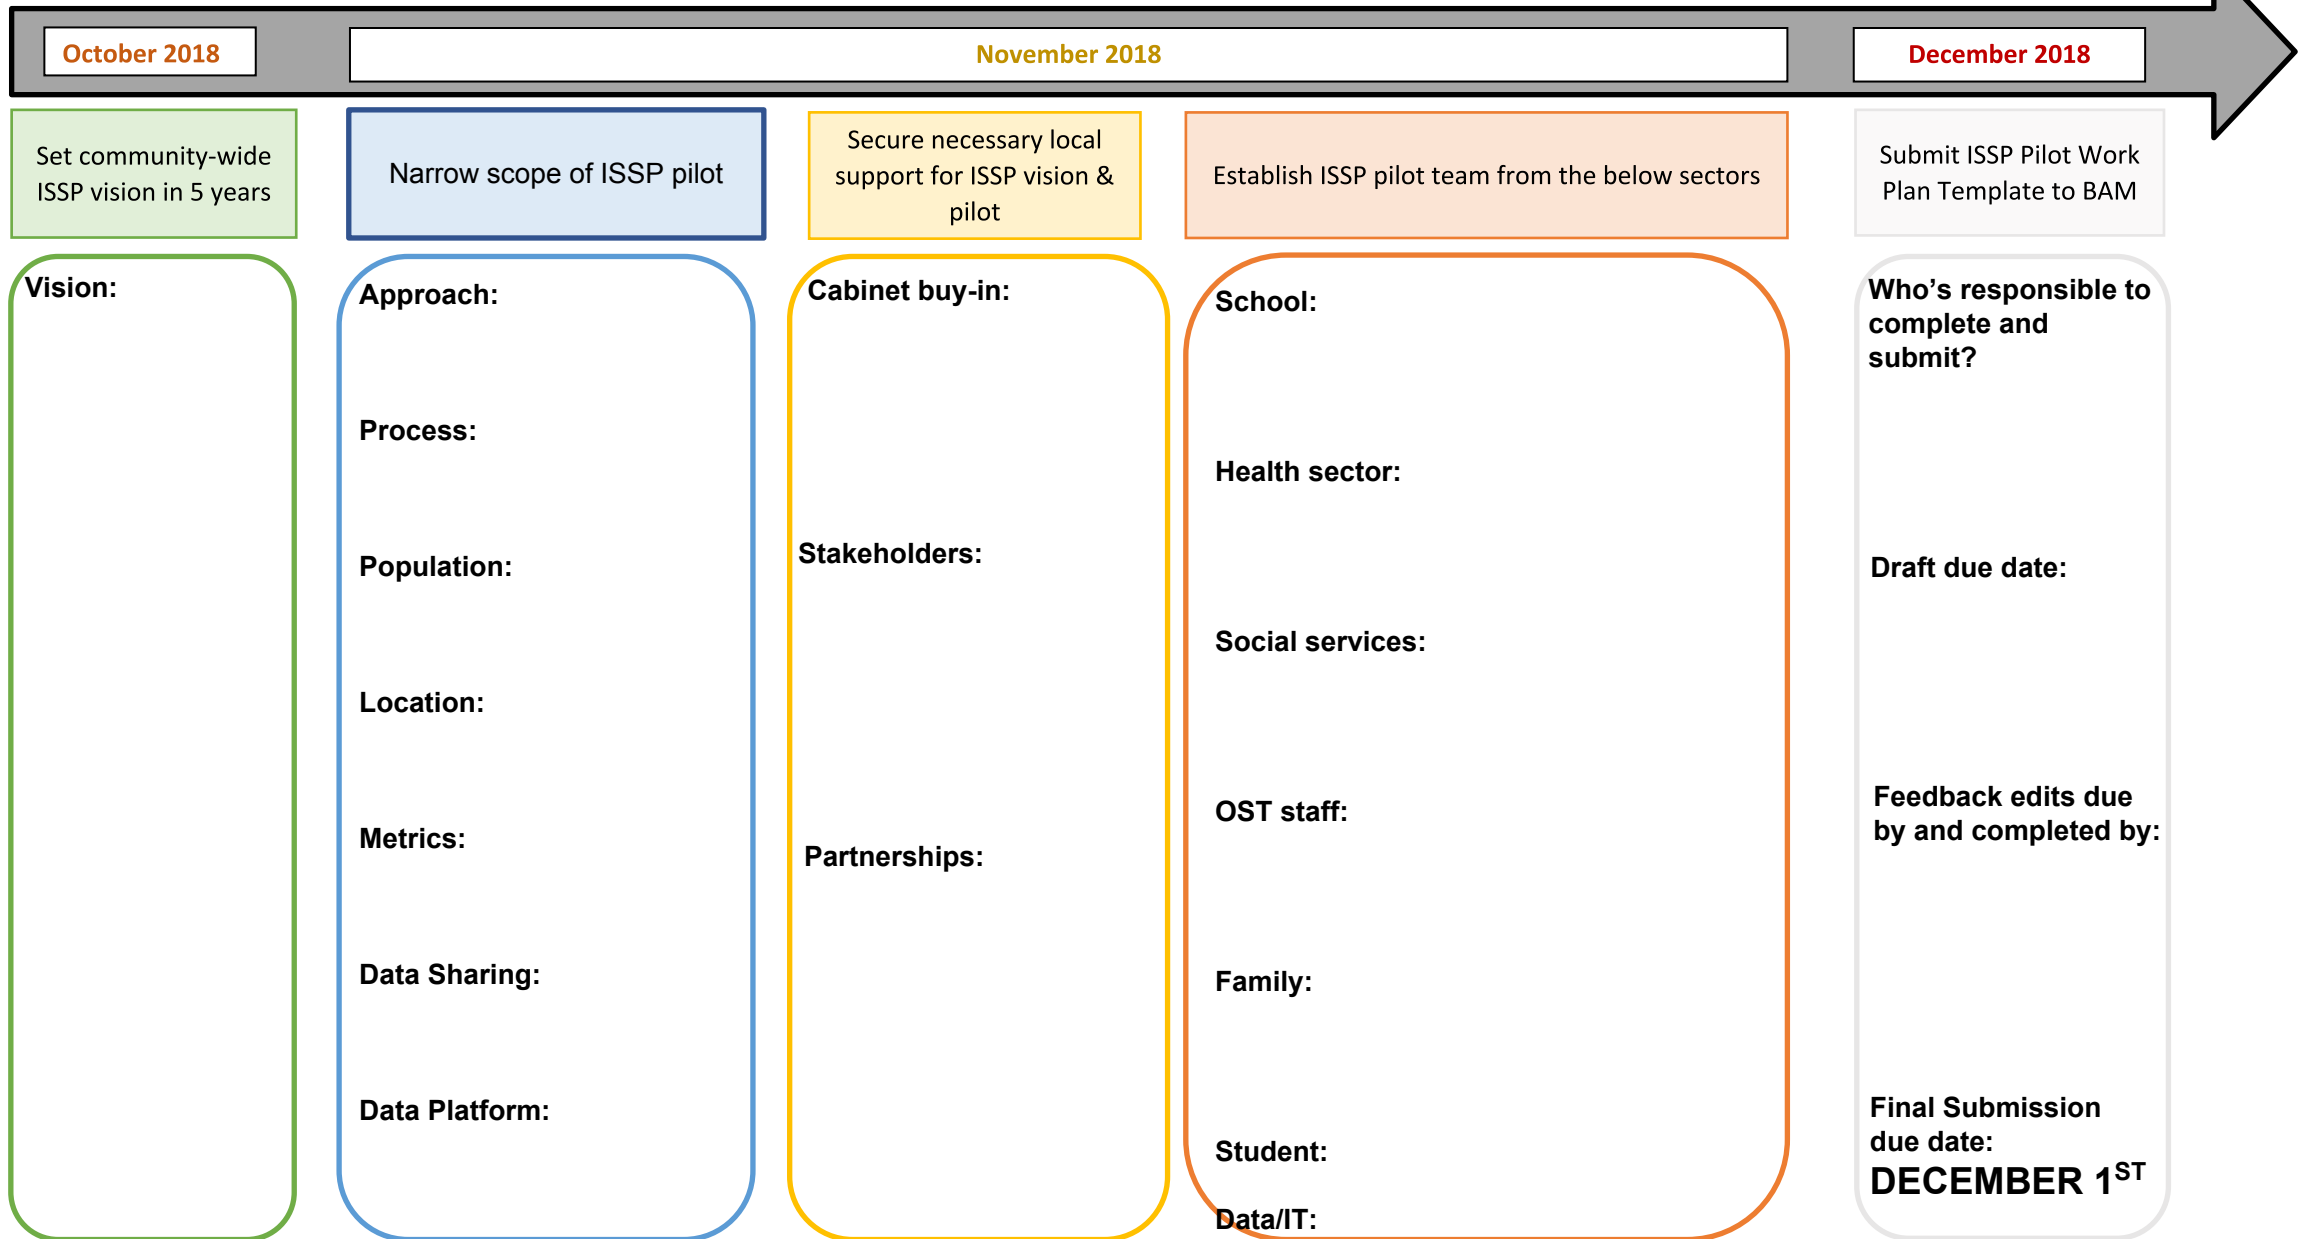 October 2018
November 2018
December 2018
Set community-wide
ISSP vision in 5 years
Narrow scope of ISSP pilot
Secure necessary local
support for ISSP vision &
pilot
Establish ISSP pilot team from the below sectors
Submit ISSP Pilot Work
Plan Template to BAM
Vision:
Approach:
Process:
Population:
Location:
Metrics:
Data Sharing:
Data Platform:
Cabinet buy-in:
Stakeholders:
Partnerships:
School:
Health sector:
Social services:
OST staff:
Family:
Student:
Data/IT:
Who’s responsible to
complete and
submit?
Draft due date:
Feedback edits due
by and completed by:
Final Submission
due date:
DECEMBER 1ST